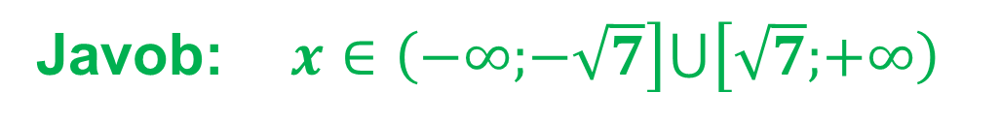 Javob: x ∈ (−∞;−√7]∪[√7;+∞)